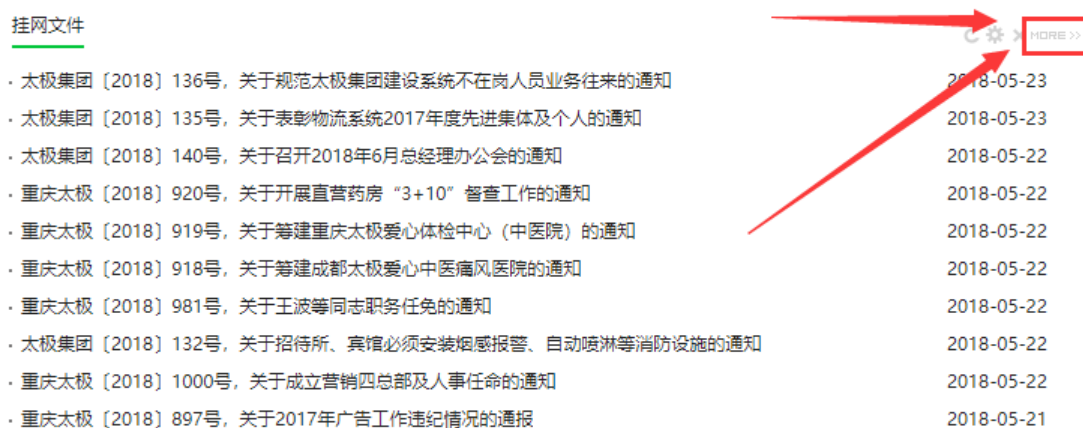 挂网文件
MORE >>
· 太极集团〔2018〕136号，关于规范太极集团建设系统不在岗人员业务往来的通知 2018-05-23
· 太极集团〔2018〕135号，关于表彰物流系统2017年度先进集体及个人的通知 2018-05-23
· 太极集团〔2018〕140号，关于召开2018年6月总经理办公会的通知 2018-05-22
· 重庆太极〔2018〕920号，关于开展直营药房“3+10”督查工作的通知 2018-05-22
· 重庆太极〔2018〕919号，关于筹建重庆太极爱心体检中心（中医院）的通知 2018-05-22
· 重庆太极〔2018〕918号，关于筹建成都太极爱心中医痛风医院的通知 2018-05-22
· 重庆太极〔2018〕981号，关于王波等同志职务任免的通知 2018-05-22
· 太极集团〔2018〕132号，关于招待所、宾馆必须安装烟感报警、自动喷淋等消防设施的通知 2018-05-22
· 重庆太极〔2018〕1000号，关于成立营销四总部及人事任命的通知 2018-05-22
· 重庆太极〔2018〕897号，关于2017年广告工作违纪情况的通报 2018-05-21